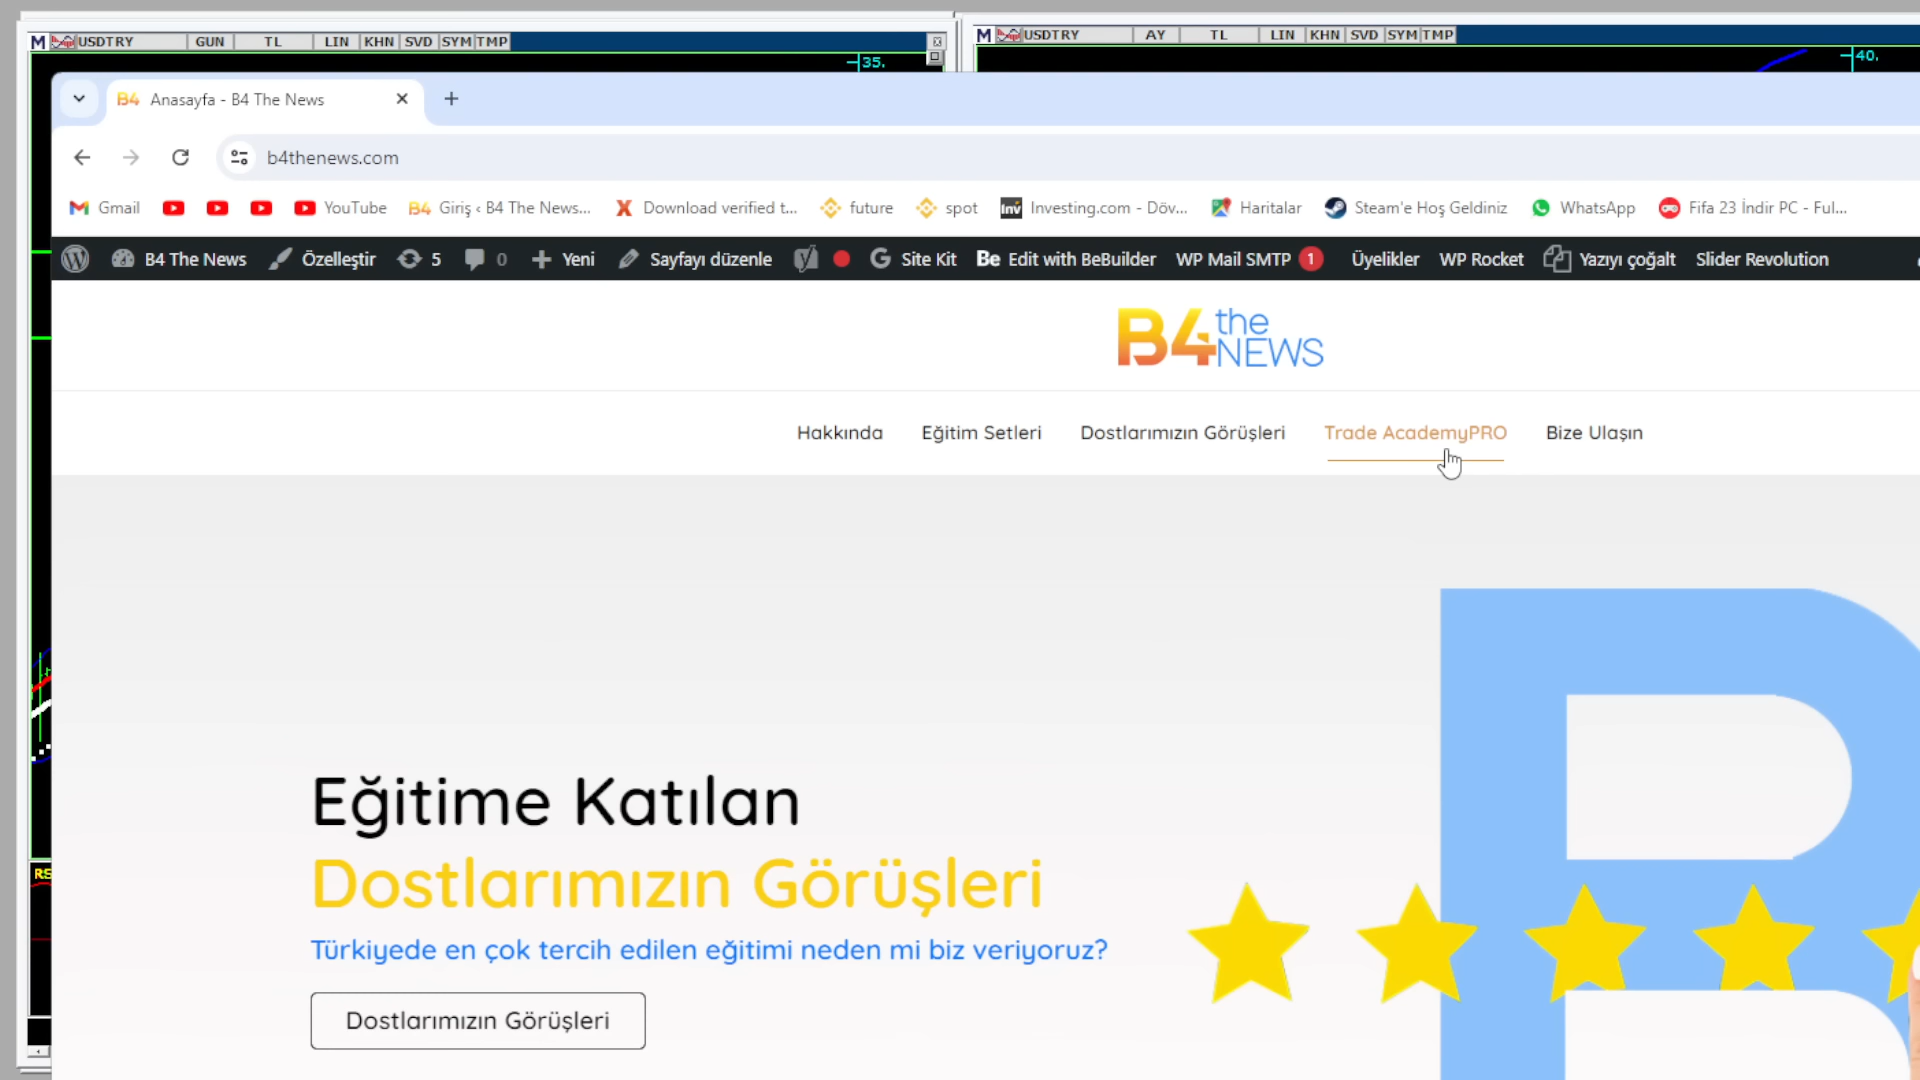 M USDTRY GUN TL LIN KHN SVD SYM TMP
M USDTRY AY TL LIN KHN SVD SYM TMP
35.
40.
B4 Anasayfa - B4 The News
b4thenews.com
Gmail YouTube B4 Giriş ‹ B4 The News... Download verified t... future spot Inv Investing.com - Döv... Haritalar Steam'e Hoş Geldiniz WhatsApp Fifa 23 İndir PC - Ful...
B4 The News Özelleştir 5 0 Yeni Sayfayı düzenle Site Kit Be Edit with BeBuilder WP Mail SMTP 1 Üyelikler WP Rocket Yazıyı çoğalt Slider Revolution
B4 the NEWS
Hakkında Eğitim Setleri Dostlarımızın Görüşleri Trade AcademyPRO Bize Ulaşın
Eğitime Katılan
Dostlarımızın Görüşleri
Türkiyede en çok tercih edilen eğitimi neden mi biz veriyoruz?
Dostlarımızın Görüşleri